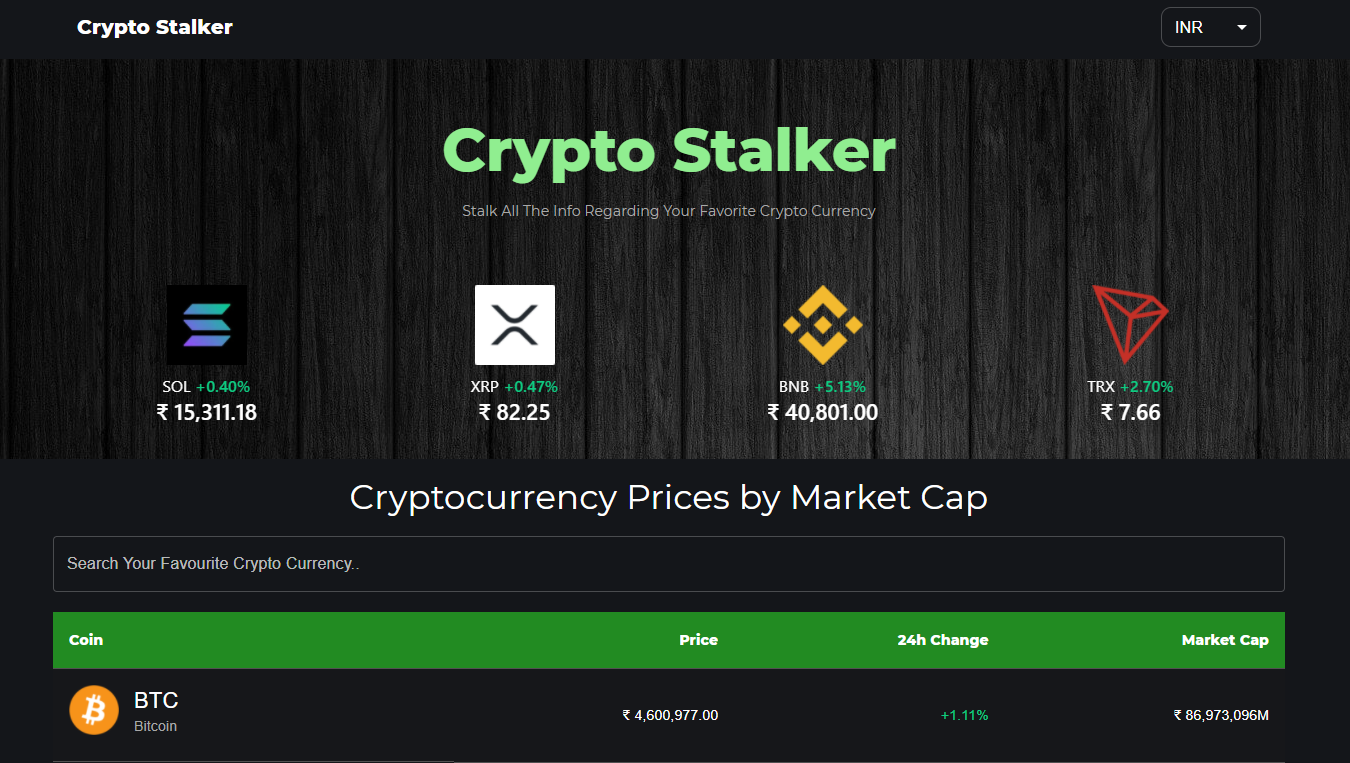 Crypto Stalker
INR
Crypto Stalker
Stalk All The Info Regarding Your Favorite Crypto Currency
SOL +0.40%
₹ 15,311.18
XRP +0.47%
₹ 82.25
BNB +5.13%
₹ 40,801.00
TRX +2.70%
₹ 7.66
Cryptocurrency Prices by Market Cap
Search Your Favourite Crypto Currency..
Coin Price 24h Change Market Cap
BTC
Bitcoin
₹ 4,600,977.00 +1.11% ₹ 86,973,096M